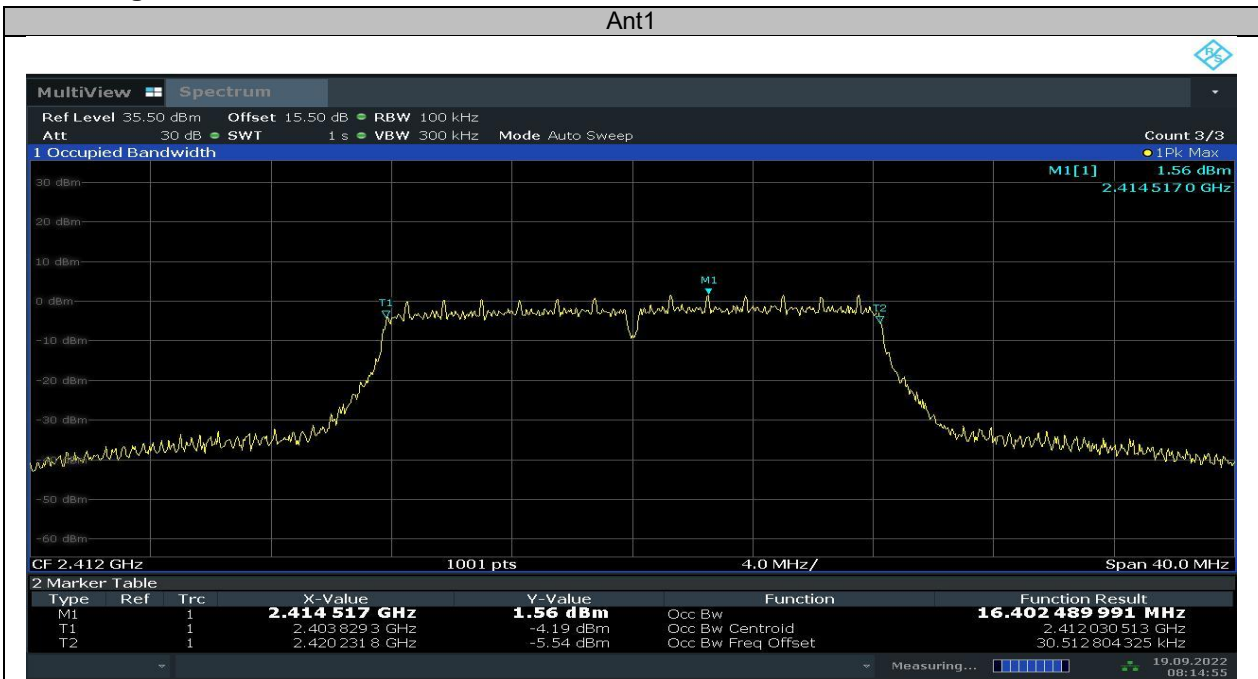 Ant1
R&S
MultiView Spectrum
Ref Level 35.50 dBm Offset 15.50 dB RBW 100 kHz
Att 30 dB SWT 1 s VBW 300 kHz Mode Auto Sweep Count 3/3
1 Occupied Bandwidth 1Pk Max
M1[1] 1.56 dBm
2.4145170 GHz
30 dBm
20 dBm
10 dBm
M1
0 dBm
T1
T2
-10 dBm
-20 dBm
-30 dBm
-50 dBm
-60 dBm
CF 2.412 GHz 1001 pts 4.0 MHz/ Span 40.0 MHz
2 Marker Table
Type Ref Trc X-Value Y-Value Function Function Result
M1 1 2.414 517 GHz 1.56 dBm Occ Bw 16.402 489 991 MHz
T1 1 2.403 829 3 GHz -4.19 dBm Occ Bw Centroid 2.412 030 513 GHz
T2 1 2.420 231 8 GHz -5.54 dBm Occ Bw Freq Offset 30.512 804 325 kHz
Measuring... 19.09.2022
08:14:55